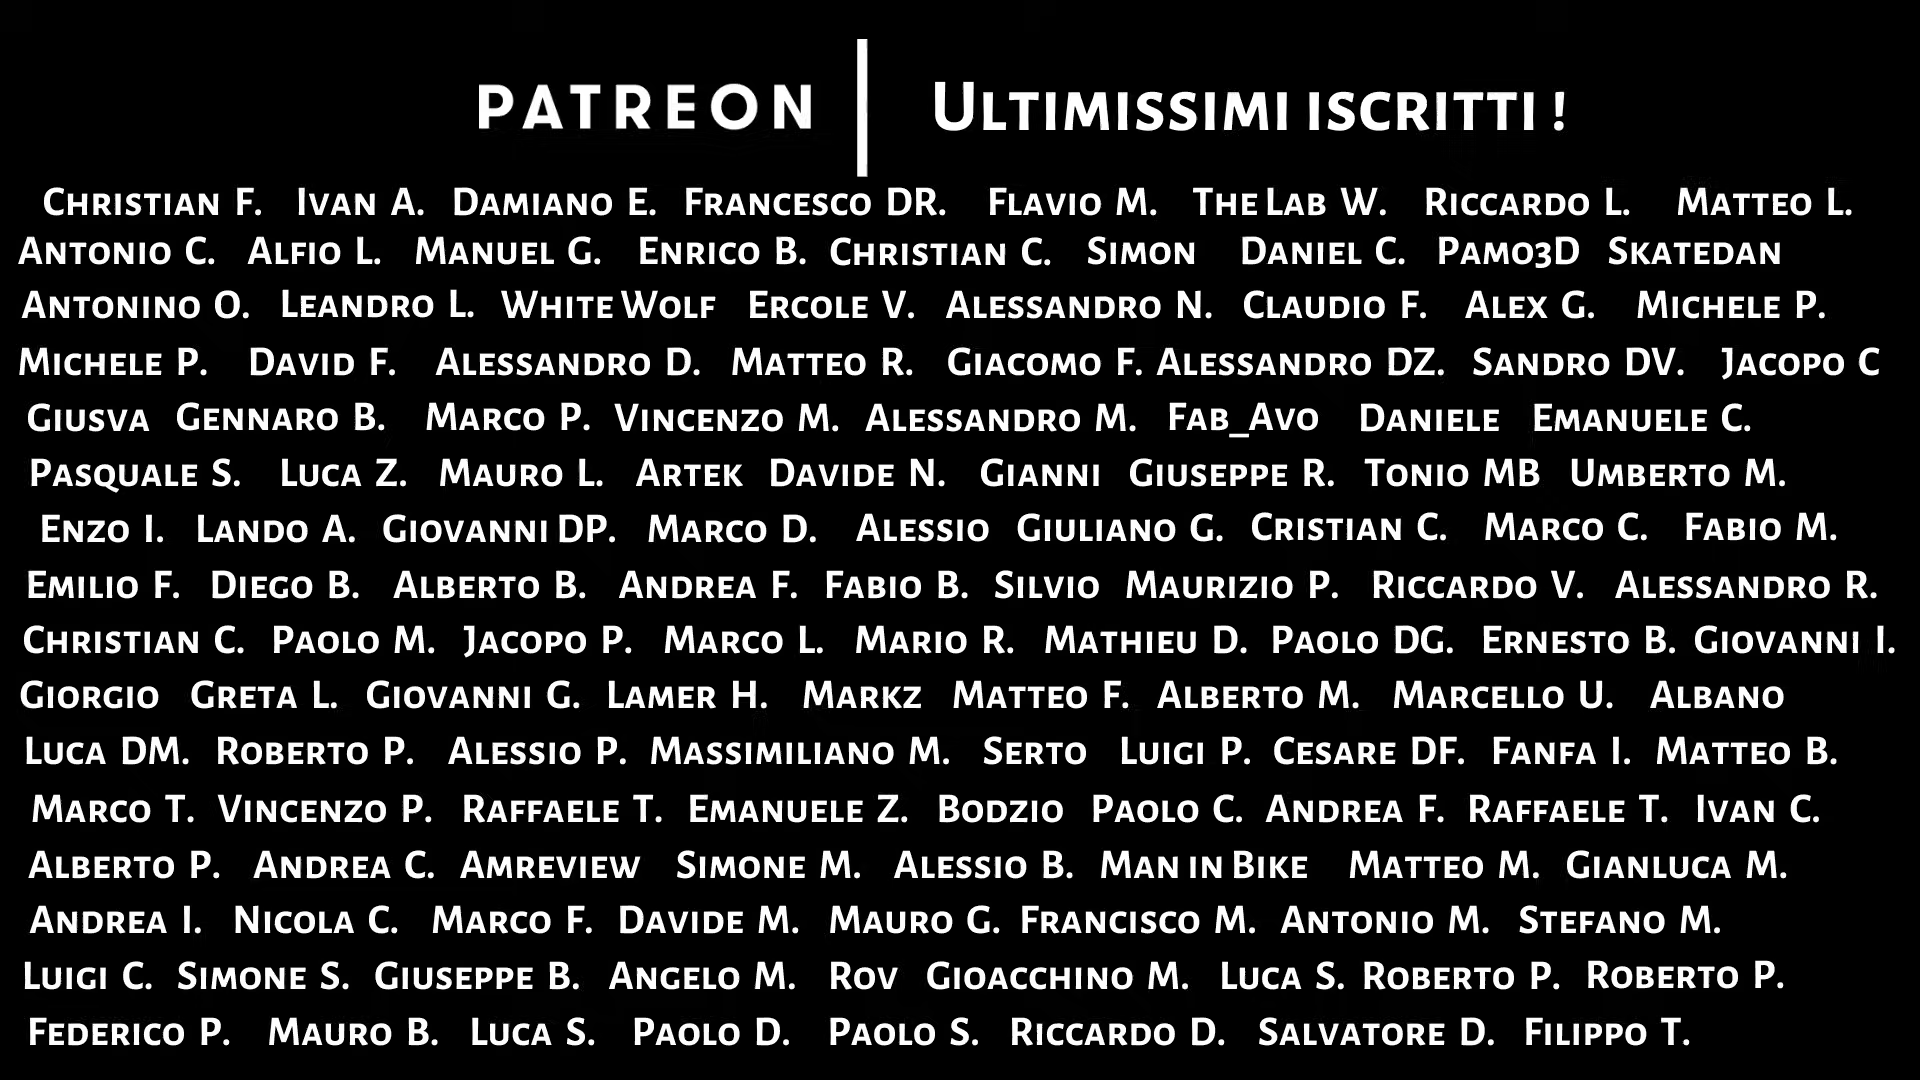 PATREON | Ultimissimi iscritti !
Christian F. Ivan A. Damiano E. Francesco DR. Flavio M. The Lab W. Riccardo L. Matteo L.
Antonio C. Alfio L. Manuel G. Enrico B. Christian C. Simon Daniel C. Pamo3D Skatedan
Antonino O. Leandro L. White Wolf Ercole V. Alessandro N. Claudio F. Alex G. Michele P.
Michele P. David F. Alessandro D. Matteo R. Giacomo F. Alessandro DZ. Sandro DV. Jacopo C
Giusva Gennaro B. Marco P. Vincenzo M. Alessandro M. Fab_Avo Daniele Emanuele C.
Pasquale S. Luca Z. Mauro L. Artek Davide N. Gianni Giuseppe R. Tonio MB Umberto M.
Enzo I. Lando A. Giovanni DP. Marco D. Alessio Giuliano G. Cristian C. Marco C. Fabio M.
Emilio F. Diego B. Alberto B. Andrea F. Fabio B. Silvio Maurizio P. Riccardo V. Alessandro R.
Christian C. Paolo M. Jacopo P. Marco L. Mario R. Mathieu D. Paolo DG. Ernesto B. Giovanni I.
Giorgio Greta L. Giovanni G. Lamer H. Markz Matteo F. Alberto M. Marcello U. Albano
Luca DM. Roberto P. Alessio P. Massimiliano M. Serto Luigi P. Cesare DF. Fanfa I. Matteo B.
Marco T. Vincenzo P. Raffaele T. Emanuele Z. Bodzio Paolo C. Andrea F. Raffaele T. Ivan C.
Alberto P. Andrea C. Amreview Simone M. Alessio B. Man in Bike Matteo M. Gianluca M.
Andrea I. Nicola C. Marco F. Davide M. Mauro G. Francisco M. Antonio M. Stefano M.
Luigi C. Simone S. Giuseppe B. Angelo M. Rov Gioacchino M. Luca S. Roberto P. Roberto P.
Federico P. Mauro B. Luca S. Paolo D. Paolo S. Riccardo D. Salvatore D. Filippo T.